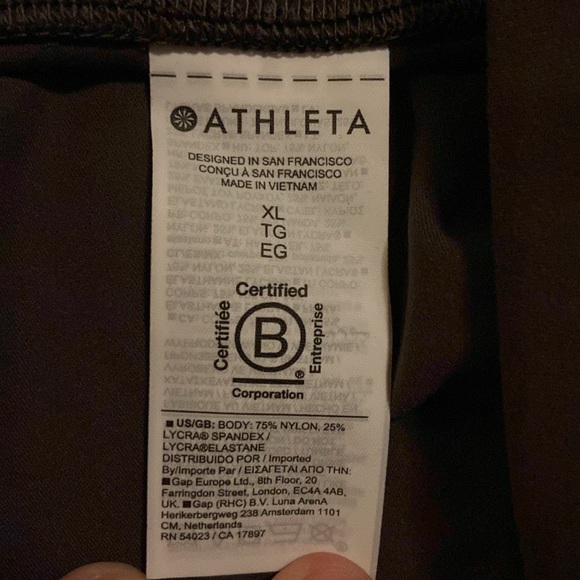 ATHLETA
DESIGNED IN SAN FRANCISCO
CONÇU À SAN FRANCISCO
MADE IN VIETNAM
XL
TG
EG
Certified
Certifiée
B
Entreprise
®
Corporation
■ US/GB: BODY: 75% NYLON, 25%
LYCRA® SPANDEX /
LYCRA®ELASTANE
DISTRIBUIDO POR / Imported
By/Importe Par / ΕΙΣΑΓΕΤΑΙ ΑΠΟ ΤΗΝ:
■ Gap Europe Ltd., 8th Floor, 20
Farringdon Street, London, EC4A 4AB,
UK. ■ Gap (RHC) B.V. Luna ArenA
Herikerbergweg 238 Amsterdam 1101
CM, Netherlands
RN 54023 / CA 17897